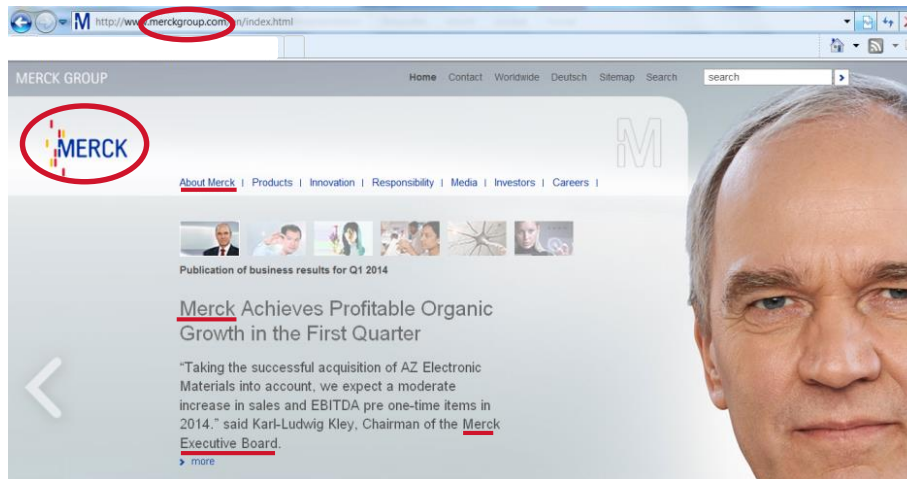 http://www.merckgroup.com/en/index.html
MERCK GROUP
Home Contact Worldwide Deutsch Sitemap Search search
MERCK
M
About Merck | Products | Innovation | Responsibility | Media | Investors | Careers |
Publication of business results for Q1 2014
Merck Achieves Profitable Organic
Growth in the First Quarter
“Taking the successful acquisition of AZ Electronic
Materials into account, we expect a moderate
increase in sales and EBITDA pre one-time items in
2014.” said Karl-Ludwig Kley, Chairman of the Merck
Executive Board.
more